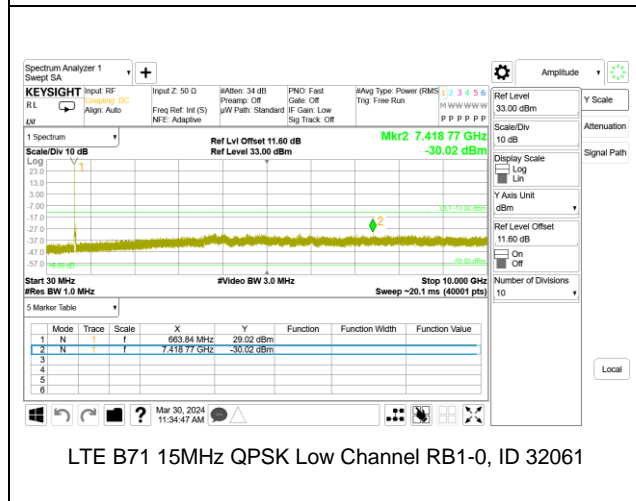 Spectrum Analyzer 1
Swept SA
+
Amplitude
KEYSIGHT
RL
Input: RF
Coupling: DC
Align: Auto
Input Z: 50 Ω
Freq Ref: Int (S)
NFE: Adaptive
#Atten: 34 dB
Preamp: Off
µW Path: Standard
PNO: Fast
Gate: Off
IF Gain: Low
Sig Track: Off
#Avg Type: Power (RMS
Trig: Free Run
1 2 3 4 5 6
M W W W W W
P P P P P P
1 Spectrum
Scale/Div 10 dB
Ref Lvl Offset 11.60 dB
Ref Level 33.00 dBm
Mkr2 7.418 77 GHz
-30.02 dBm
Log
23.0
13.0
3.00
-7.00
-17.0
-27.0
-37.0
-47.0
-57.0
1
2
Start 30 MHz
#Res BW 1.0 MHz
#Video BW 3.0 MHz
Stop 10.000 GHz
Sweep ~20.1 ms (40001 pts)
5 Marker Table
Mode Trace Scale X Y Function Function Width Function Value
1 N 1 f 663.84 MHz 29.02 dBm
2 N 1 f 7.418 77 GHz -30.02 dBm
3
4
5
6
Ref Level
33.00 dBm
Scale/Div
10 dB
Display Scale
Log
Lin
Y Axis Unit
dBm
Ref Level Offset
11.60 dB
On
Off
Number of Divisions
10
Y Scale
Attenuation
Signal Path
Local
?
Mar 30, 2024
11:34:47 AM
LTE B71 15MHz QPSK Low Channel RB1-0, ID 32061